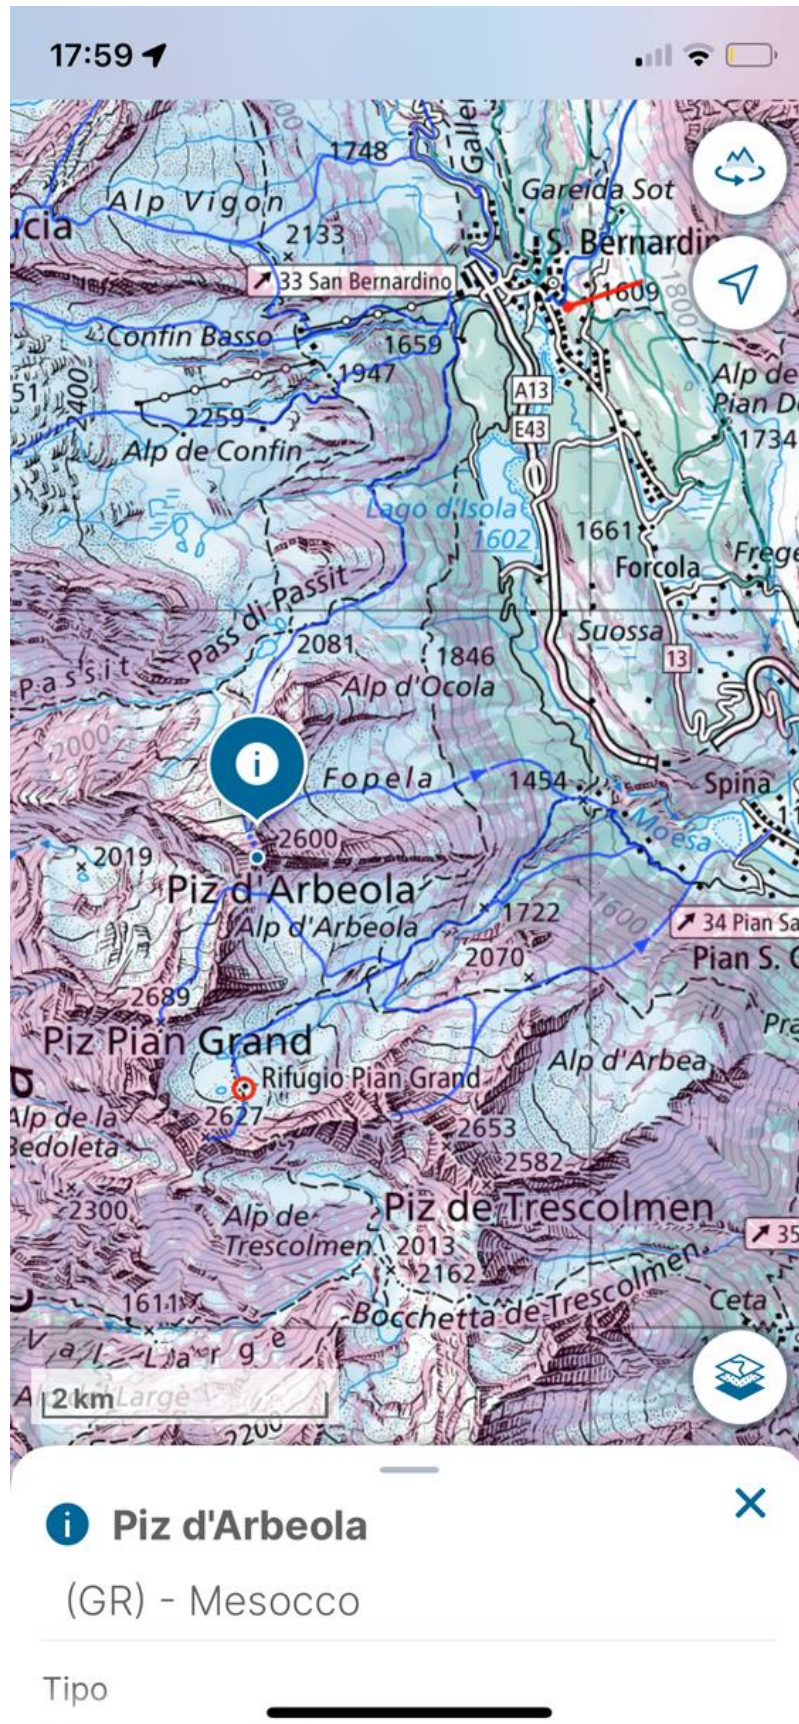 17:59
1748
Alp Vigon
Gareida Sot
ucia
2133
S. Bernardin
33 San Bernardino
1609
1800
Confin Basso
1659
1947
Alp de
Pian D
51
2400
A13
2259
E43
1734
Alp de Confin
Lago d'Isola
1602
1661
Forcola
Frege
Pass di Passit
Suossa
2081
1846
13
Passit
Alp d'Ocola
2000
i
Fopela
1454
Spina
Moesa
2600
2019
Piz d'Arbeola
1722
1600
34 Pian Sa
Alp d'Arbeola
2070
Pian S. G
2689
Piz Pian Grand
Pra
Alp d'Arbea
Rifugio Pian Grand
Alp de la
Bedoleta
2627
2653
2582
2300
Alp de
Trescolmen
Piz de Trescolmen
35
2013
2162
1611
Bocchetta de Trescolmen
Ceta
Val Large
2 km
Large
2200
i Piz d'Arbeola
(GR) - Mesocco
Tipo